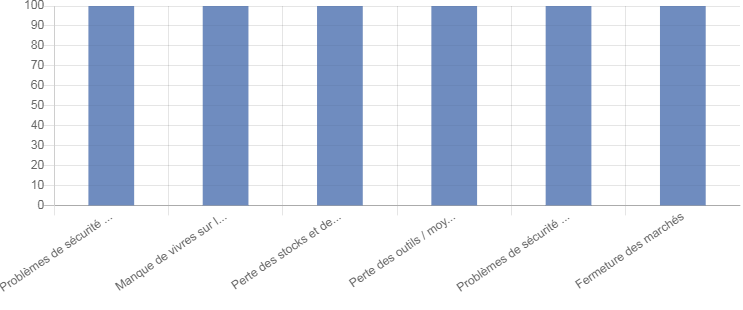 100
90
80
70
60
50
40
30
20
10
0
Problèmes de sécurité ...
Manque de vivres sur l...
Perte des stocks et de...
Perte des outils / moy...
Problèmes de sécurité ...
Fermeture des marchés